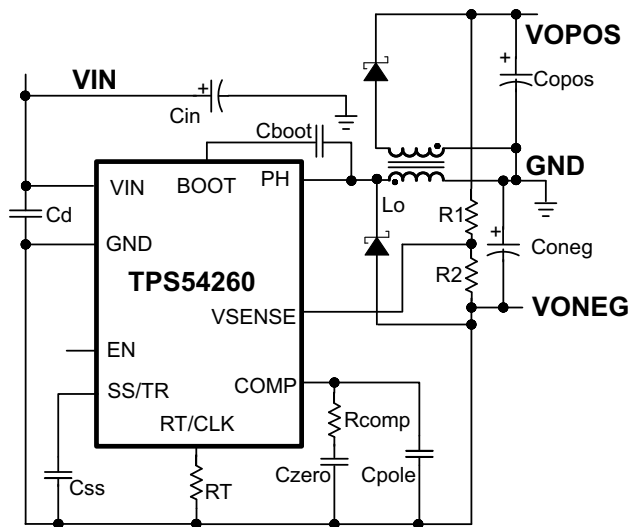 VOPOS
VIN
Copos
Cin
Cboot
GND
VIN
BOOT
PH
Lo
R1
Cd
GND
Coneg
TPS54260
R2
VSENSE
VONEG
EN
COMP
SS/TR
Rcomp
RT/CLK
Czero
Cpole
Css
RT